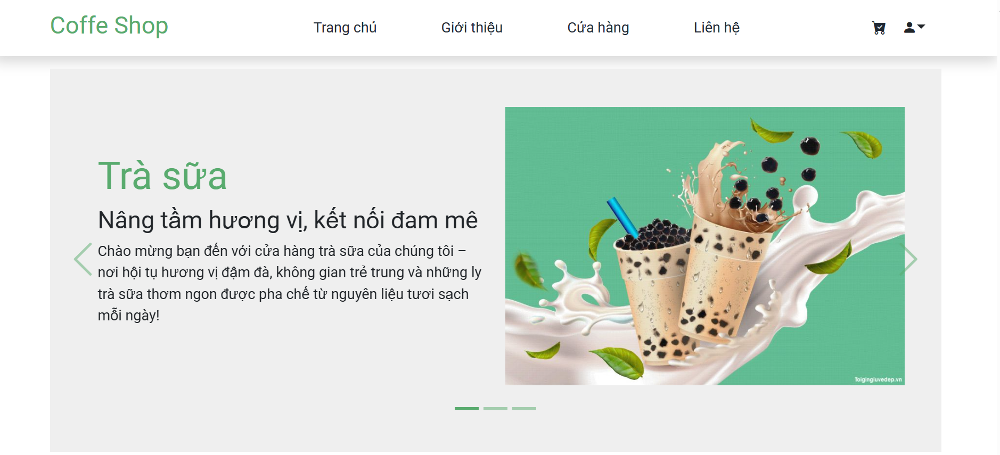 Coffe Shop
Trang chủ
Giới thiệu
Cửa hàng
Liên hệ
Trà sữa
Nâng tầm hương vị, kết nối đam mê
Chào mừng bạn đến với cửa hàng trà sữa của chúng tôi –
nơi hội tụ hương vị đậm đà, không gian trẻ trung và những ly
trà sữa thơm ngon được pha chế từ nguyên liệu tươi sạch
mỗi ngày!
Toigingiuvedep.vn